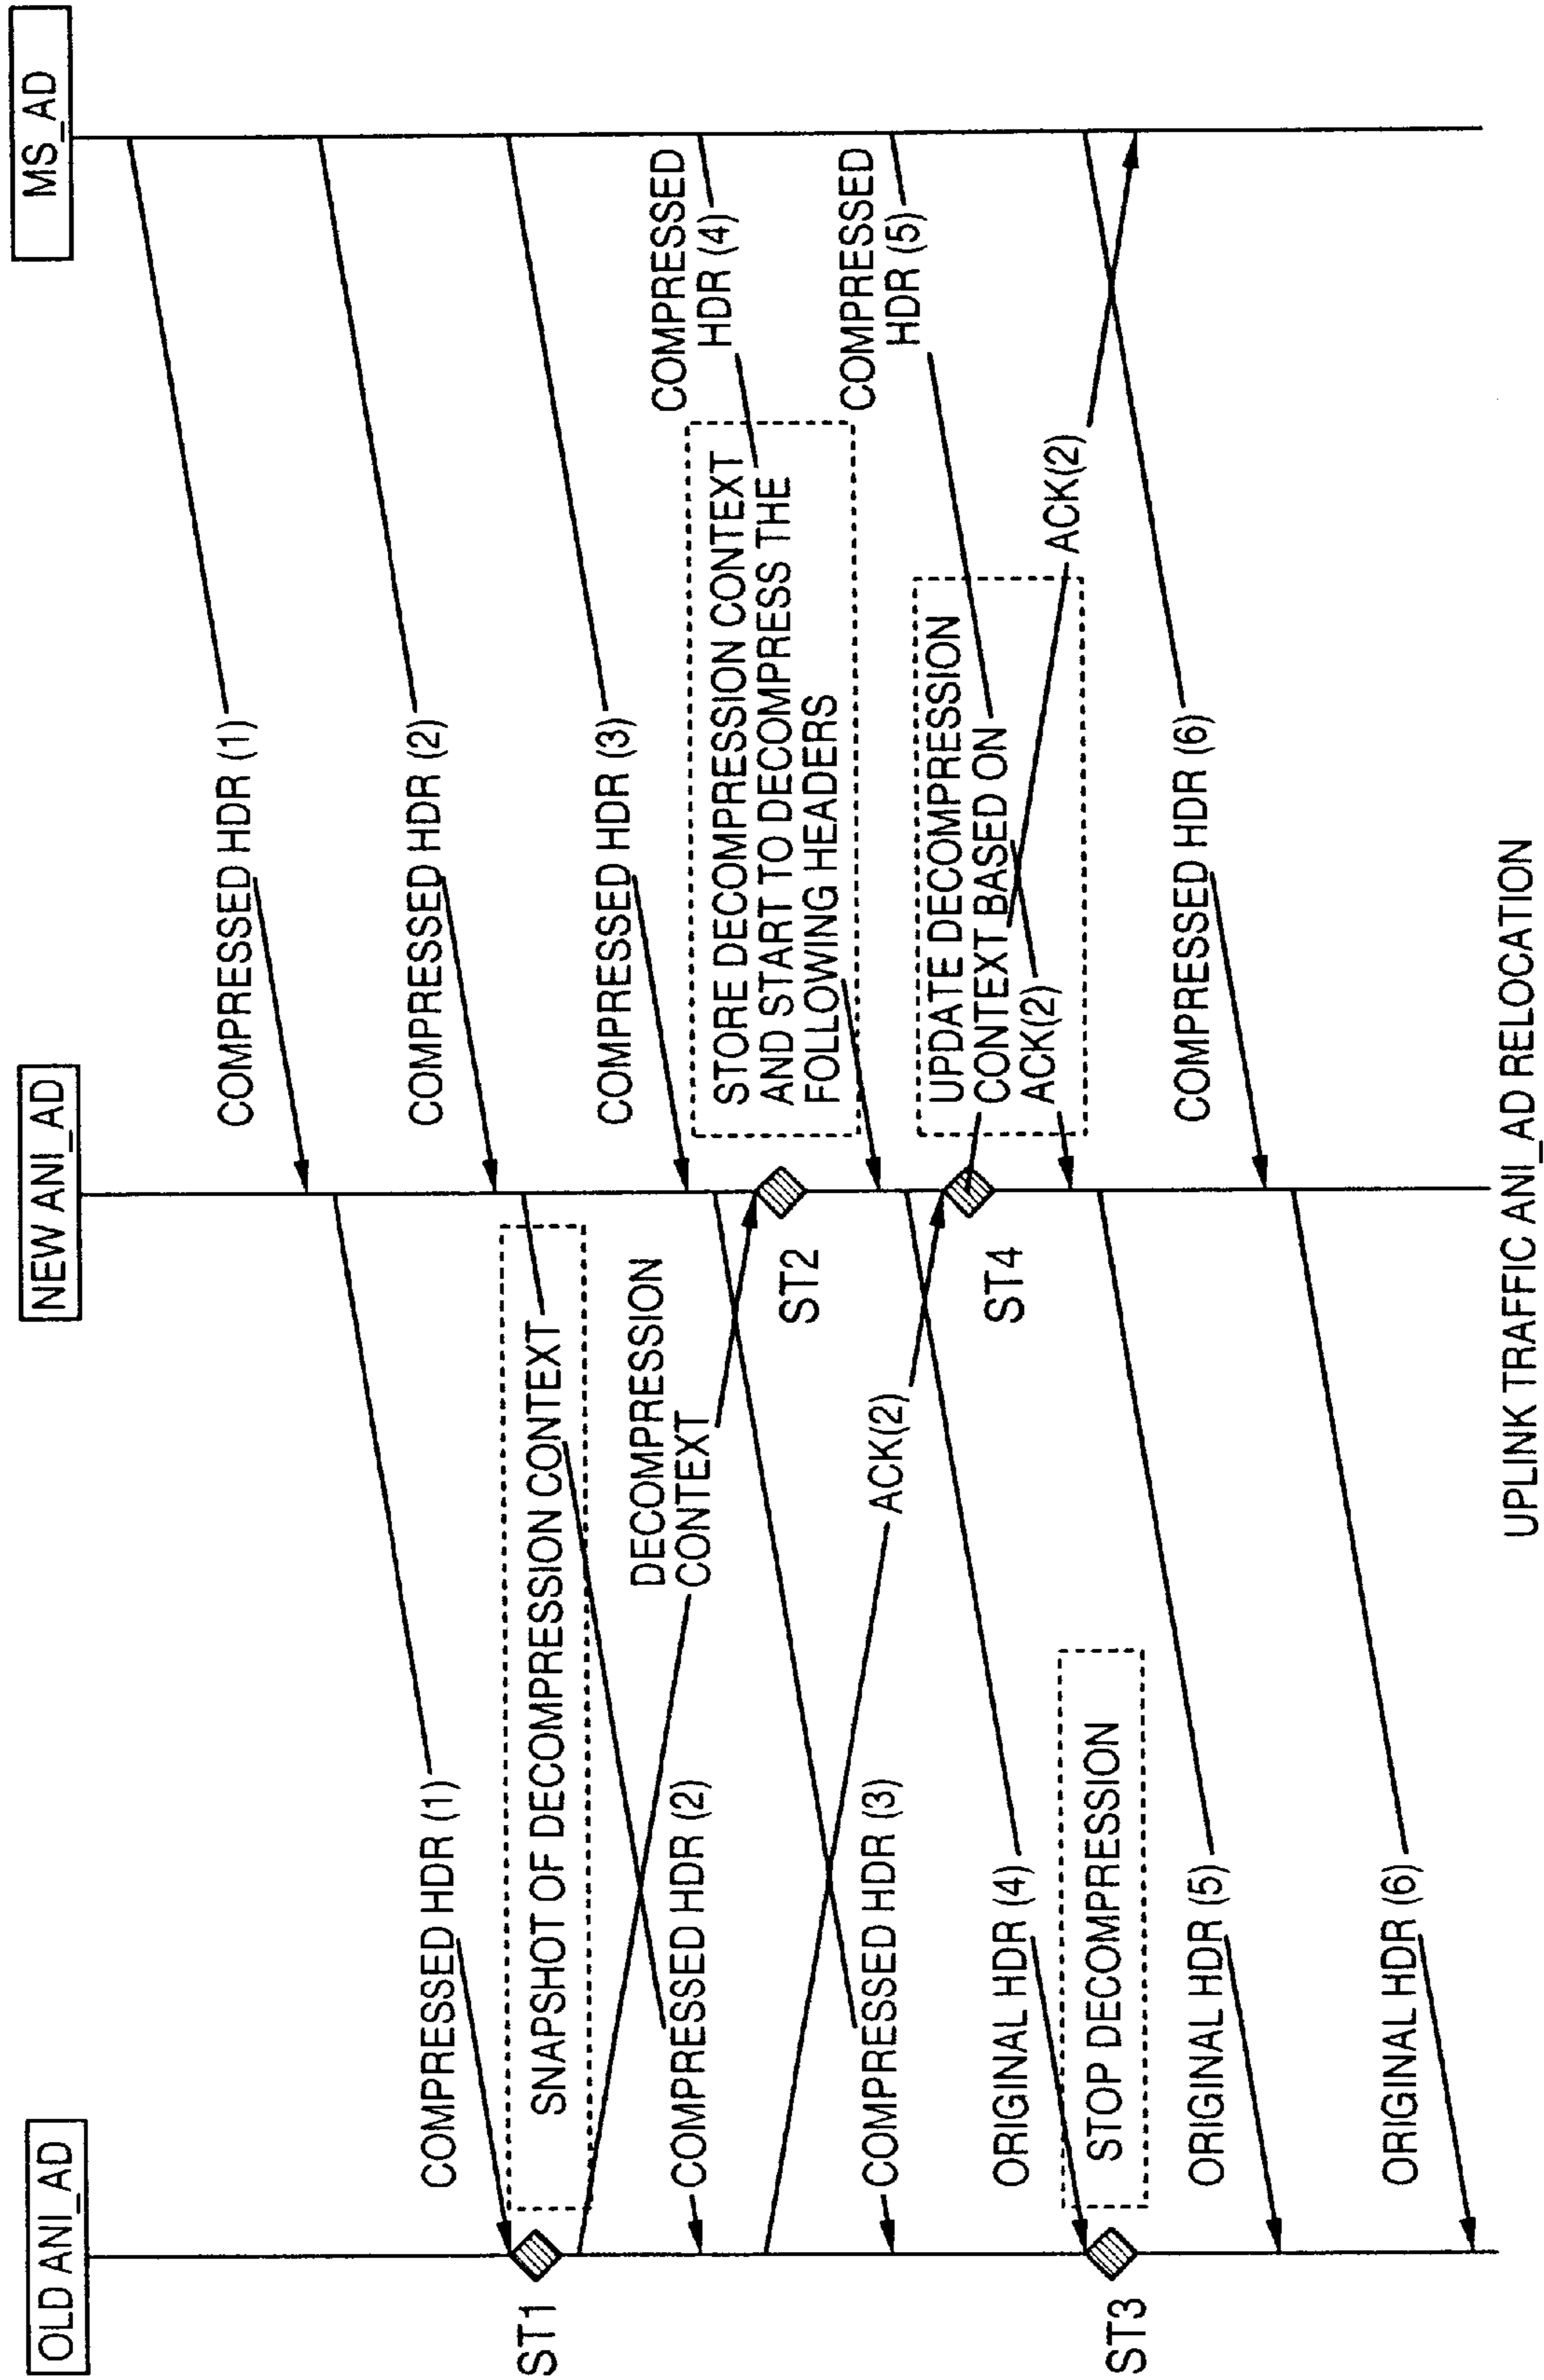 OLD ANI_AD
NEW ANI_AD
MS_AD
COMPRESSED HDR (1)
COMPRESSED HDR (2)
COMPRESSED HDR (3)
COMPRESSED
HDR (4)
COMPRESSED
HDR (5)
COMPRESSED HDR (1)
ST1
SNAPSHOT OF DECOMPRESSION CONTEXT
DECOMPRESSION
CONTEXT
COMPRESSED HDR (2)
ST2
STORE DECOMPRESSION CONTEXT
AND START TO DECOMPRESS THE
FOLLOWING HEADERS
COMPRESSED HDR (3)
ACK(2)
ST4
UPDATE DECOMPRESSION
CONTEXT BASED ON
ACK(2)
ACK(2)
ORIGINAL HDR (4)
ST3
STOP DECOMPRESSION
COMPRESSED HDR (6)
ORIGINAL HDR (5)
ORIGINAL HDR (6)
UPLINK TRAFFIC ANI_AD RELOCATION